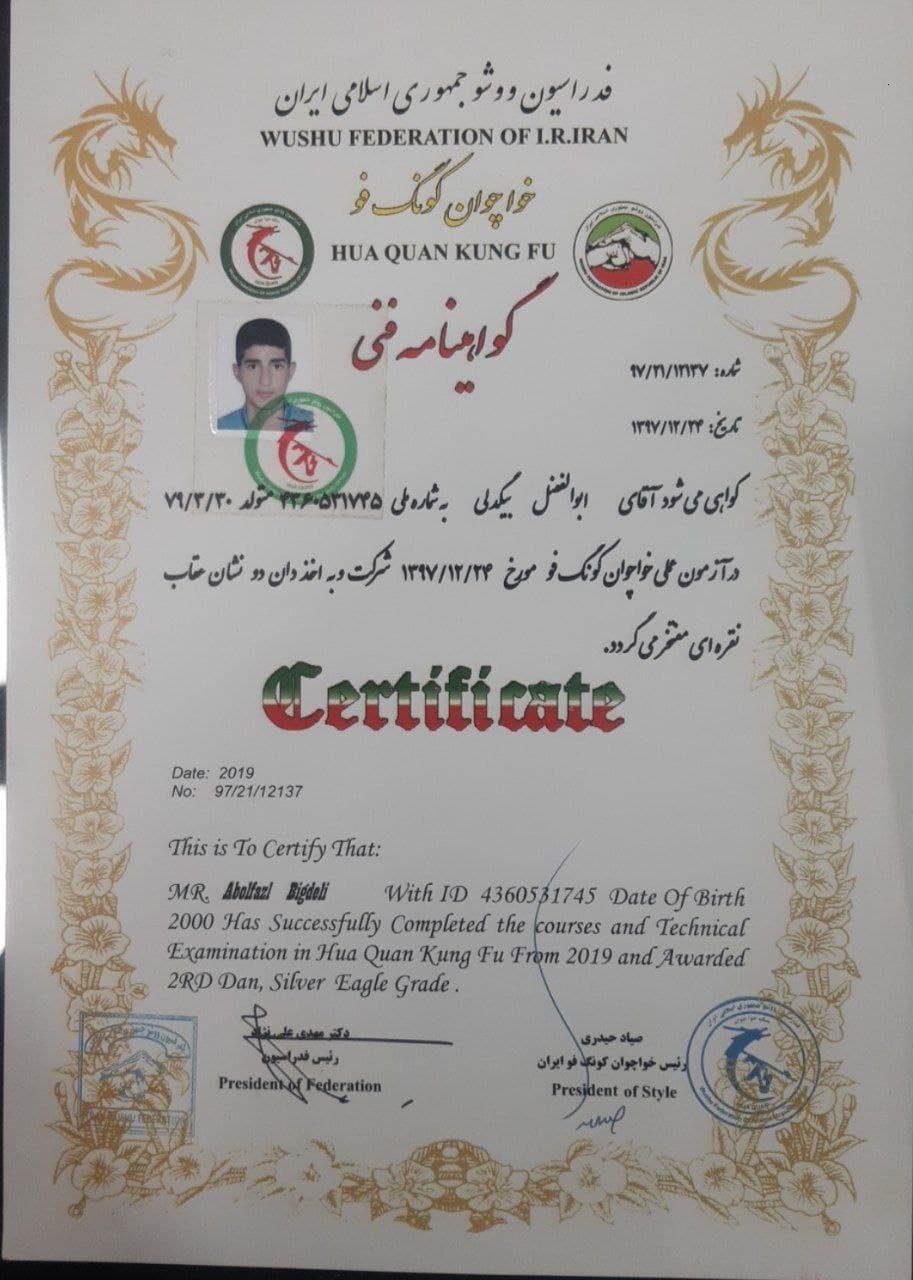 فدراسیون ووشو جمهوری اسلامی ایران
WUSHU FEDERATION OF I.R.IRAN
خواچوان کونگ فو
HUA QUAN KUNG FU
گواهینامه فنی
شماره: ۹۷/۲۱/۱۲۱۳۷
تاریخ: ۱۳۹۷/۱۲/۲۴
گواهی می شود آقای ابوالفضل بیگدلی به شماره ملی ۴۳۶۰۵۳۱۷۴۵ متولد ۷۹/۳/۳۰
در آزمون عملی خواچوان کونگ فو مورخ ۱۳۹۷/۱۲/۲۴ شرکت و به اخذ دان دو نشان عقاب
نقره ای مفتخر می گردد.
Certificate
Date: 2019
No: 97/21/12137
This is To Certify That:
MR. Abolfazl Bigdeli With ID 4360531745 Date Of Birth
2000 Has Successfully Completed the courses and Technical
Examination in Hua Quan Kung Fu From 2019 and Awarded
2RD Dan, Silver Eagle Grade .
دکتر مهدی علی نژاد
رئیس فدراسیون
President of Federation
صیاد حیدری
رئیس خواچوان کونگ فو ایران
President of Style